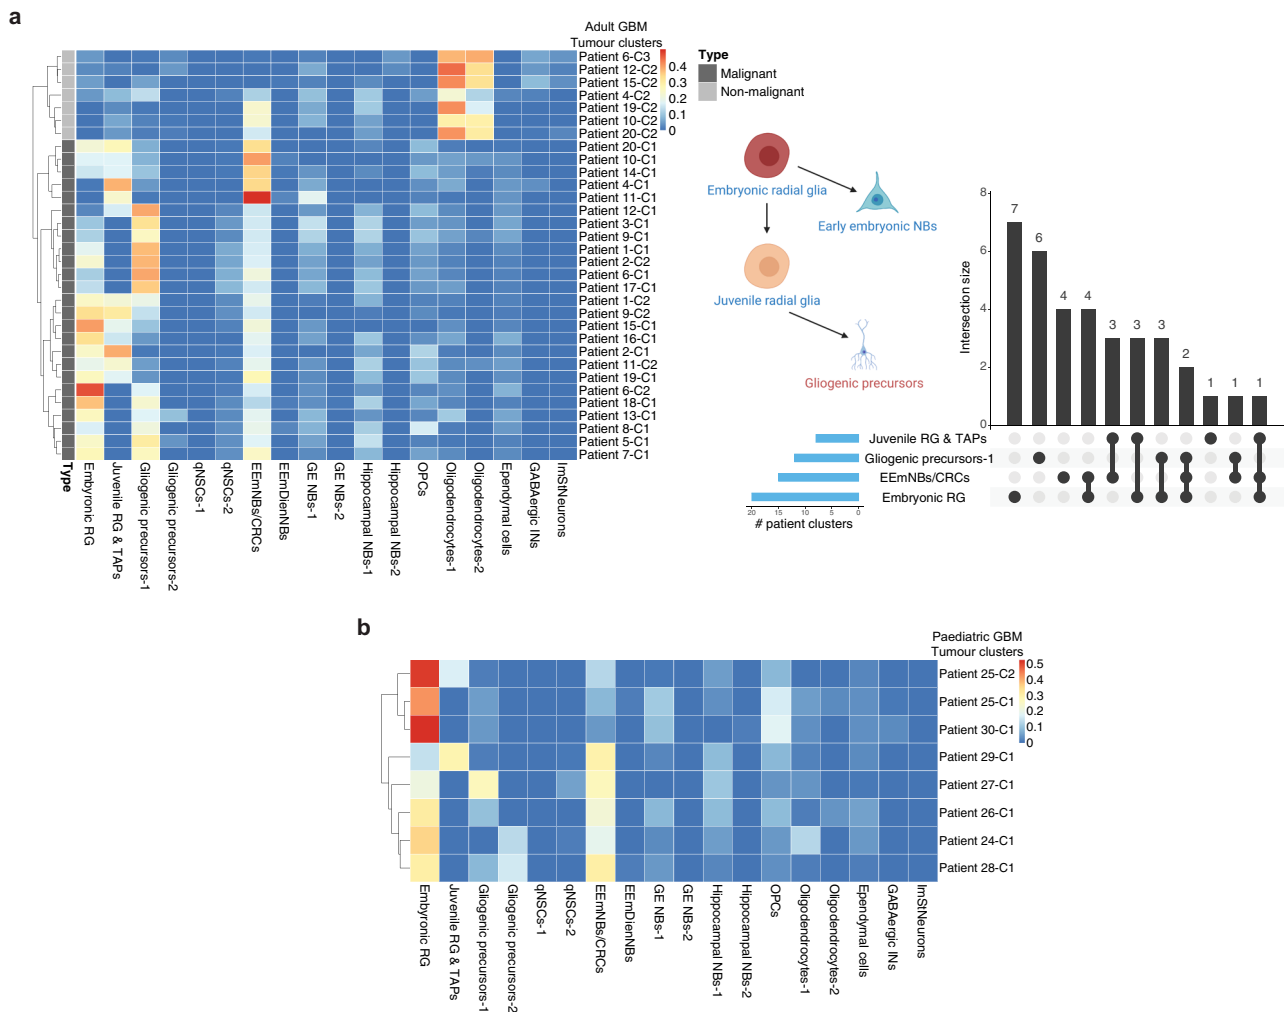 a
Adult GBM
Tumour clusters
Patient 6-C3
Patient 12-C2
Patient 15-C2
Patient 4-C2
Patient 19-C2
Patient 10-C2
Patient 20-C2
Patient 20-C1
Patient 10-C1
Patient 14-C1
Patient 4-C1
Patient 11-C1
Patient 12-C1
Patient 3-C1
Patient 9-C1
Patient 1-C1
Patient 2-C2
Patient 6-C1
Patient 17-C1
Patient 1-C2
Patient 9-C2
Patient 15-C1
Patient 16-C1
Patient 2-C1
Patient 11-C2
Patient 19-C1
Patient 6-C2
Patient 18-C1
Patient 13-C1
Patient 8-C1
Patient 5-C1
Patient 7-C1
0.4
0.3
0.2
0.1
0
Type
Malignant
Non-malignant
Type
Embryonic RG
Juvenile RG & TAPs
Gliogenic precursors-1
Gliogenic precursors-2
qNSCs-1
qNSCs-2
EEmNBs/CRCs
EEmDienNBs
GE NBs-1
GE NBs-2
Hippocampal NBs-1
Hippocampal NBs-2
OPCs
Oligodendrocytes-1
Oligodendrocytes-2
Ependymal cells
GABAergic INs
ImStNeurons
Embryonic radial glia
Early embryonic NBs
Juvenile radial glia
Gliogenic precursors
Intersection size
8
6
4
2
0
7
6
4
4
3
3
3
2
1
1
1
Juvenile RG & TAPs
Gliogenic precursors-1
EEmNBs/CRCs
Embryonic RG
20 15 10 5 0
# patient clusters
b
Paediatric GBM
Tumour clusters
Patient 25-C2
Patient 25-C1
Patient 30-C1
Patient 29-C1
Patient 27-C1
Patient 26-C1
Patient 24-C1
Patient 28-C1
0.5
0.4
0.3
0.2
0.1
0
Embyronic RG
Juvenile RG & TAPs
Gliogenic precursors-1
Gliogenic precursors-2
qNSCs-1
qNSCs-2
EEmNBs/CRCs
EEmDienNBs
GE NBs-1
GE NBs-2
Hippocampal NBs-1
Hippocampal NBs-2
OPCs
Oligodendrocytes-1
Oligodendrocytes-2
Ependymal cells
GABAergic INs
ImStNeurons